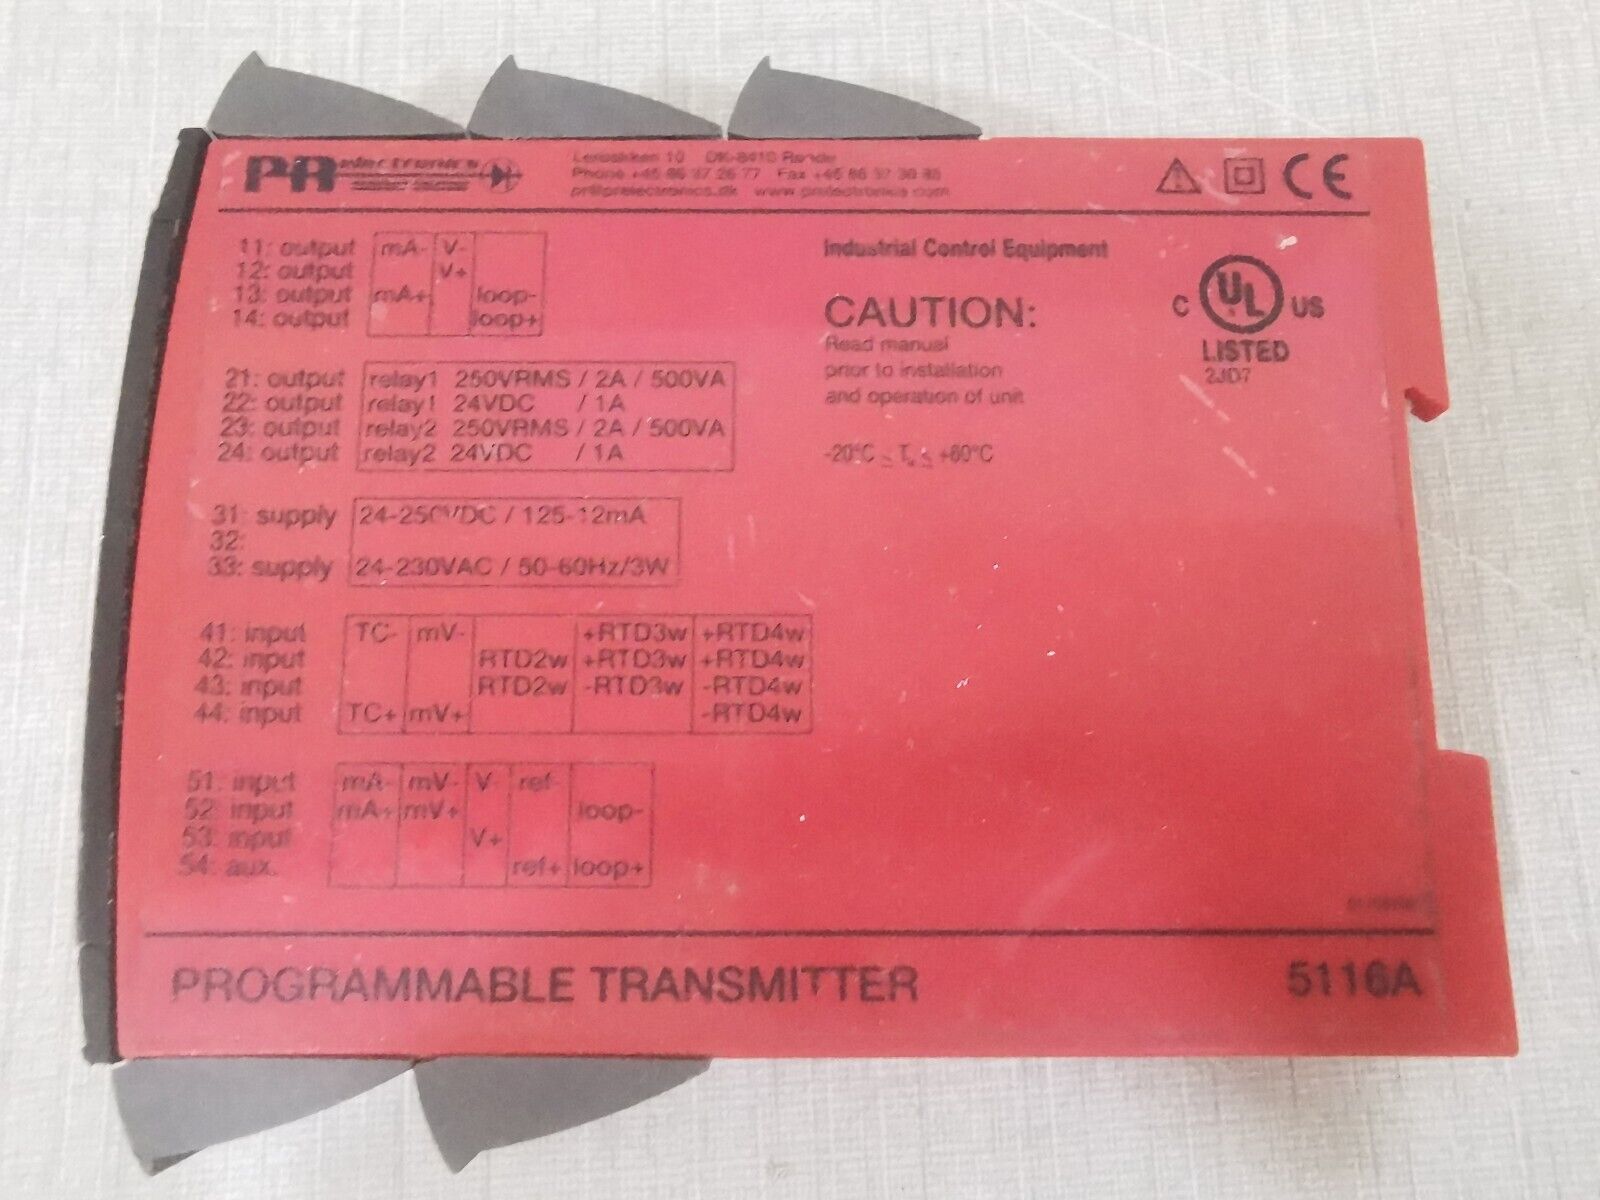 PR electronics
Lerbakken 10 DK-8410 Rønde
Phone +45 86 37 26 77 Fax +45 86 37 30 85
pr@prelectronics.dk www.prelectronics.com
CE
11: output mA- V-
12: output V+
13: output mA+ loop-
14: output loop+
Industrial Control Equipment
CAUTION:
Read manual
prior to installation
and operation of unit
-20°C ≤ Ta ≤ +60°C
C UL US
LISTED
2JD7
21: output relay1 250VRMS / 2A / 500VA
22: output relay1 24VDC / 1A
23: output relay2 250VRMS / 2A / 500VA
24: output relay2 24VDC / 1A
31: supply 24-250VDC / 125-12mA
32:
33: supply 24-230VAC / 50-60Hz/3W
41: input TC- mV- +RTD3w +RTD4w
42: input RTD2w +RTD3w +RTD4w
43: input RTD2w -RTD3w -RTD4w
44: input TC+ mV+ -RTD4w
51: input mA- mV- V- ref-
52: input mA+ mV+ loop-
53: input V+
54: aux. ref+ loop+
PROGRAMMABLE TRANSMITTER 5116A